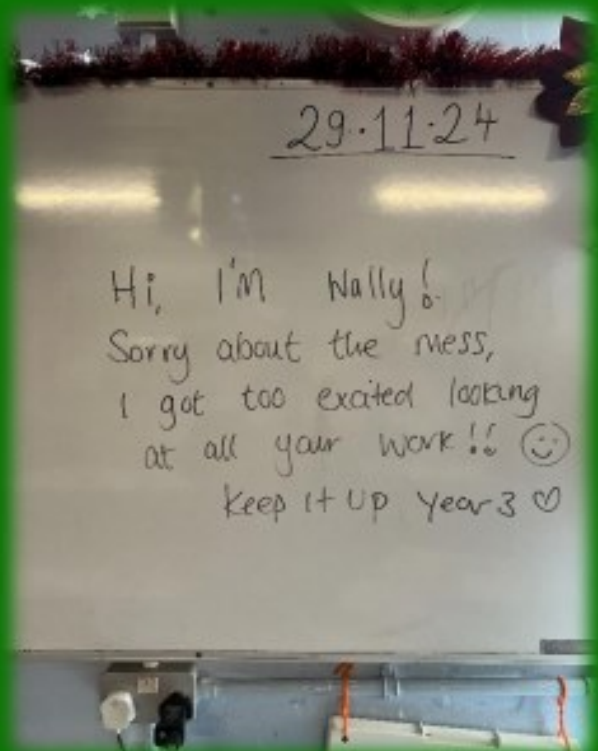 29.11.24
Hi, I'm Wally!
Sorry about the mess,
I got too excited looking
at all your work!! ☺
Keep it up Year 3 ♡